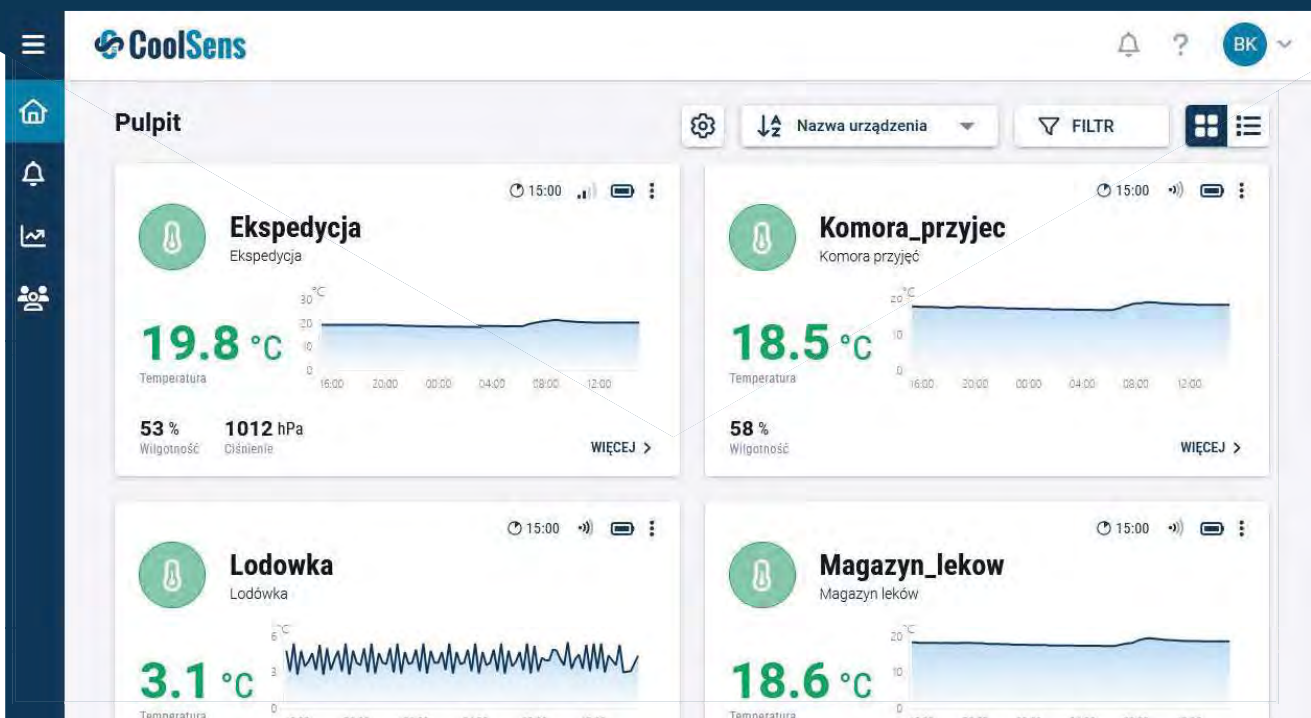 CoolSens
?
BK
Pulpit
Nazwa urządzenia
FILTR
15:00
Ekspedycja
Ekspedycja
19.8 °C
Temperatura
30 °C
20
10
0
16:00 20:00 00:00 04:00 08:00 12:00
53 %
Wilgotność
1012 hPa
Ciśnienie
WIĘCEJ
15:00
Komora_przyjec
Komora przyjęć
18.5 °C
Temperatura
20 °C
10
0
16:00 20:00 00:00 04:00 08:00 12:00
58 %
Wilgotność
WIĘCEJ
15:00
Lodowka
Lodówka
3.1 °C
Temperatura
6 °C
3
0
15:00
Magazyn_lekow
Magazyn leków
18.6 °C
Temperatura
20 °C
10
0